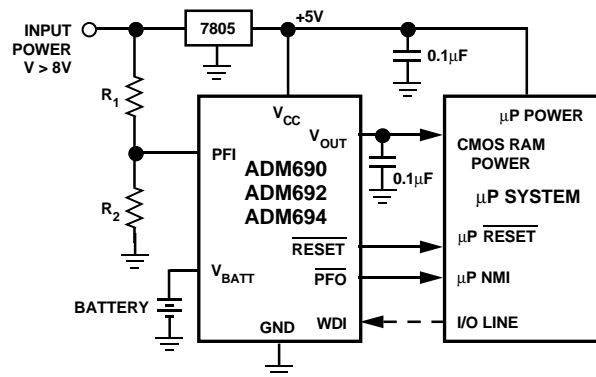 INPUT
POWER
V > 8V
7805
+5V
0.1µF
R1
R2
VCC
PFI
VOUT
ADM690
ADM692
ADM694
0.1µF
RESET
PFO
VBATT
BATTERY
GND
WDI
µP POWER
CMOS RAM
POWER
µP SYSTEM
µP RESET
µP NMI
I/O LINE